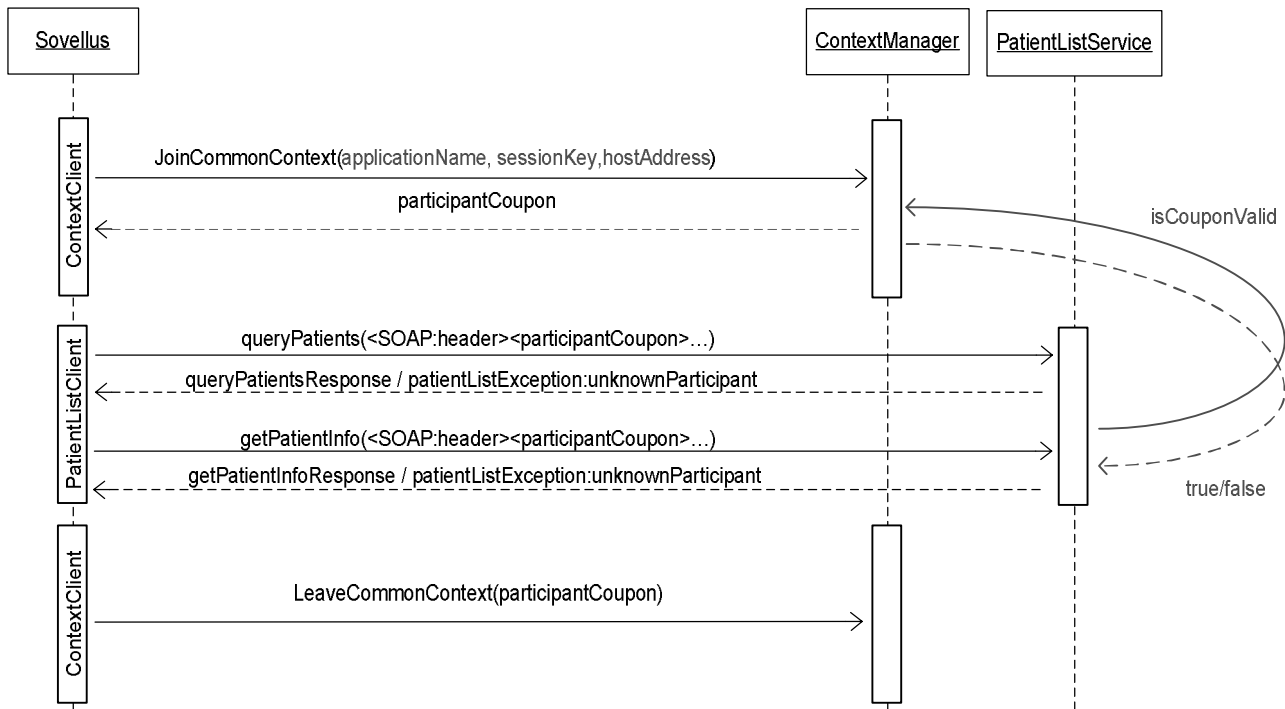 Sovellus
ContextManager
PatientListService
ContextClient
JoinCommonContext(applicationName, sessionKey,hostAddress)
participantCoupon
isCouponValid
PatientListClient
queryPatients(<SOAP:header><participantCoupon>…)
queryPatientsResponse / patientListException:unknownParticipant
getPatientInfo(<SOAP:header><participantCoupon>…)
getPatientInfoResponse / patientListException:unknownParticipant
true/false
ContextClient
LeaveCommonContext(participantCoupon)